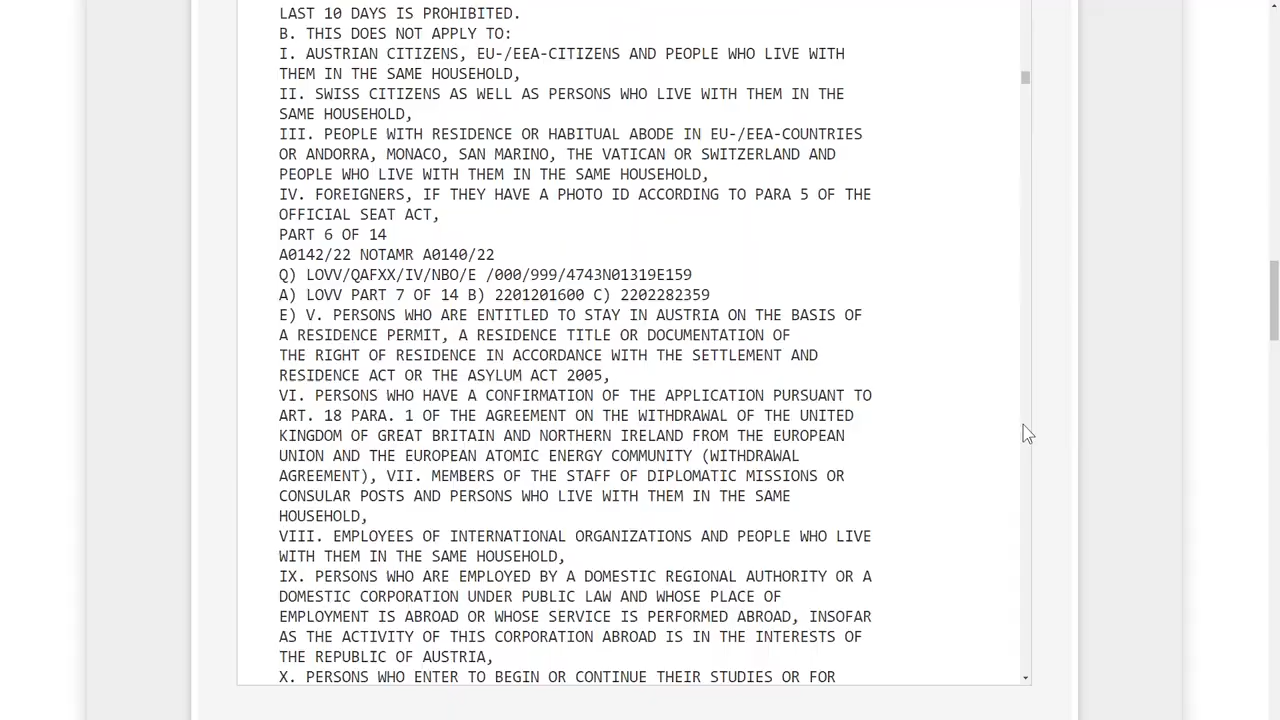 LAST 10 DAYS IS PROHIBITED.
B. THIS DOES NOT APPLY TO:
I. AUSTRIAN CITIZENS, EU-/EEA-CITIZENS AND PEOPLE WHO LIVE WITH
THEM IN THE SAME HOUSEHOLD,
II. SWISS CITIZENS AS WELL AS PERSONS WHO LIVE WITH THEM IN THE
SAME HOUSEHOLD,
III. PEOPLE WITH RESIDENCE OR HABITUAL ABODE IN EU-/EEA-COUNTRIES
OR ANDORRA, MONACO, SAN MARINO, THE VATICAN OR SWITZERLAND AND
PEOPLE WHO LIVE WITH THEM IN THE SAME HOUSEHOLD,
IV. FOREIGNERS, IF THEY HAVE A PHOTO ID ACCORDING TO PARA 5 OF THE
OFFICIAL SEAT ACT,
PART 6 OF 14
A0142/22 NOTAMR A0140/22
Q) LOVV/QAFXX/IV/NBO/E /000/999/4743N01319E159
A) LOVV PART 7 OF 14 B) 2201201600 C) 2202282359
E) V. PERSONS WHO ARE ENTITLED TO STAY IN AUSTRIA ON THE BASIS OF
A RESIDENCE PERMIT, A RESIDENCE TITLE OR DOCUMENTATION OF
THE RIGHT OF RESIDENCE IN ACCORDANCE WITH THE SETTLEMENT AND
RESIDENCE ACT OR THE ASYLUM ACT 2005,
VI. PERSONS WHO HAVE A CONFIRMATION OF THE APPLICATION PURSUANT TO
ART. 18 PARA. 1 OF THE AGREEMENT ON THE WITHDRAWAL OF THE UNITED
KINGDOM OF GREAT BRITAIN AND NORTHERN IRELAND FROM THE EUROPEAN
UNION AND THE EUROPEAN ATOMIC ENERGY COMMUNITY (WITHDRAWAL
AGREEMENT), VII. MEMBERS OF THE STAFF OF DIPLOMATIC MISSIONS OR
CONSULAR POSTS AND PERSONS WHO LIVE WITH THEM IN THE SAME
HOUSEHOLD,
VIII. EMPLOYEES OF INTERNATIONAL ORGANIZATIONS AND PEOPLE WHO LIVE
WITH THEM IN THE SAME HOUSEHOLD,
IX. PERSONS WHO ARE EMPLOYED BY A DOMESTIC REGIONAL AUTHORITY OR A
DOMESTIC CORPORATION UNDER PUBLIC LAW AND WHOSE PLACE OF
EMPLOYMENT IS ABROAD OR WHOSE SERVICE IS PERFORMED ABROAD, INSOFAR
AS THE ACTIVITY OF THIS CORPORATION ABROAD IS IN THE INTERESTS OF
THE REPUBLIC OF AUSTRIA,
X. PERSONS WHO ENTER TO BEGIN OR CONTINUE THEIR STUDIES OR FOR